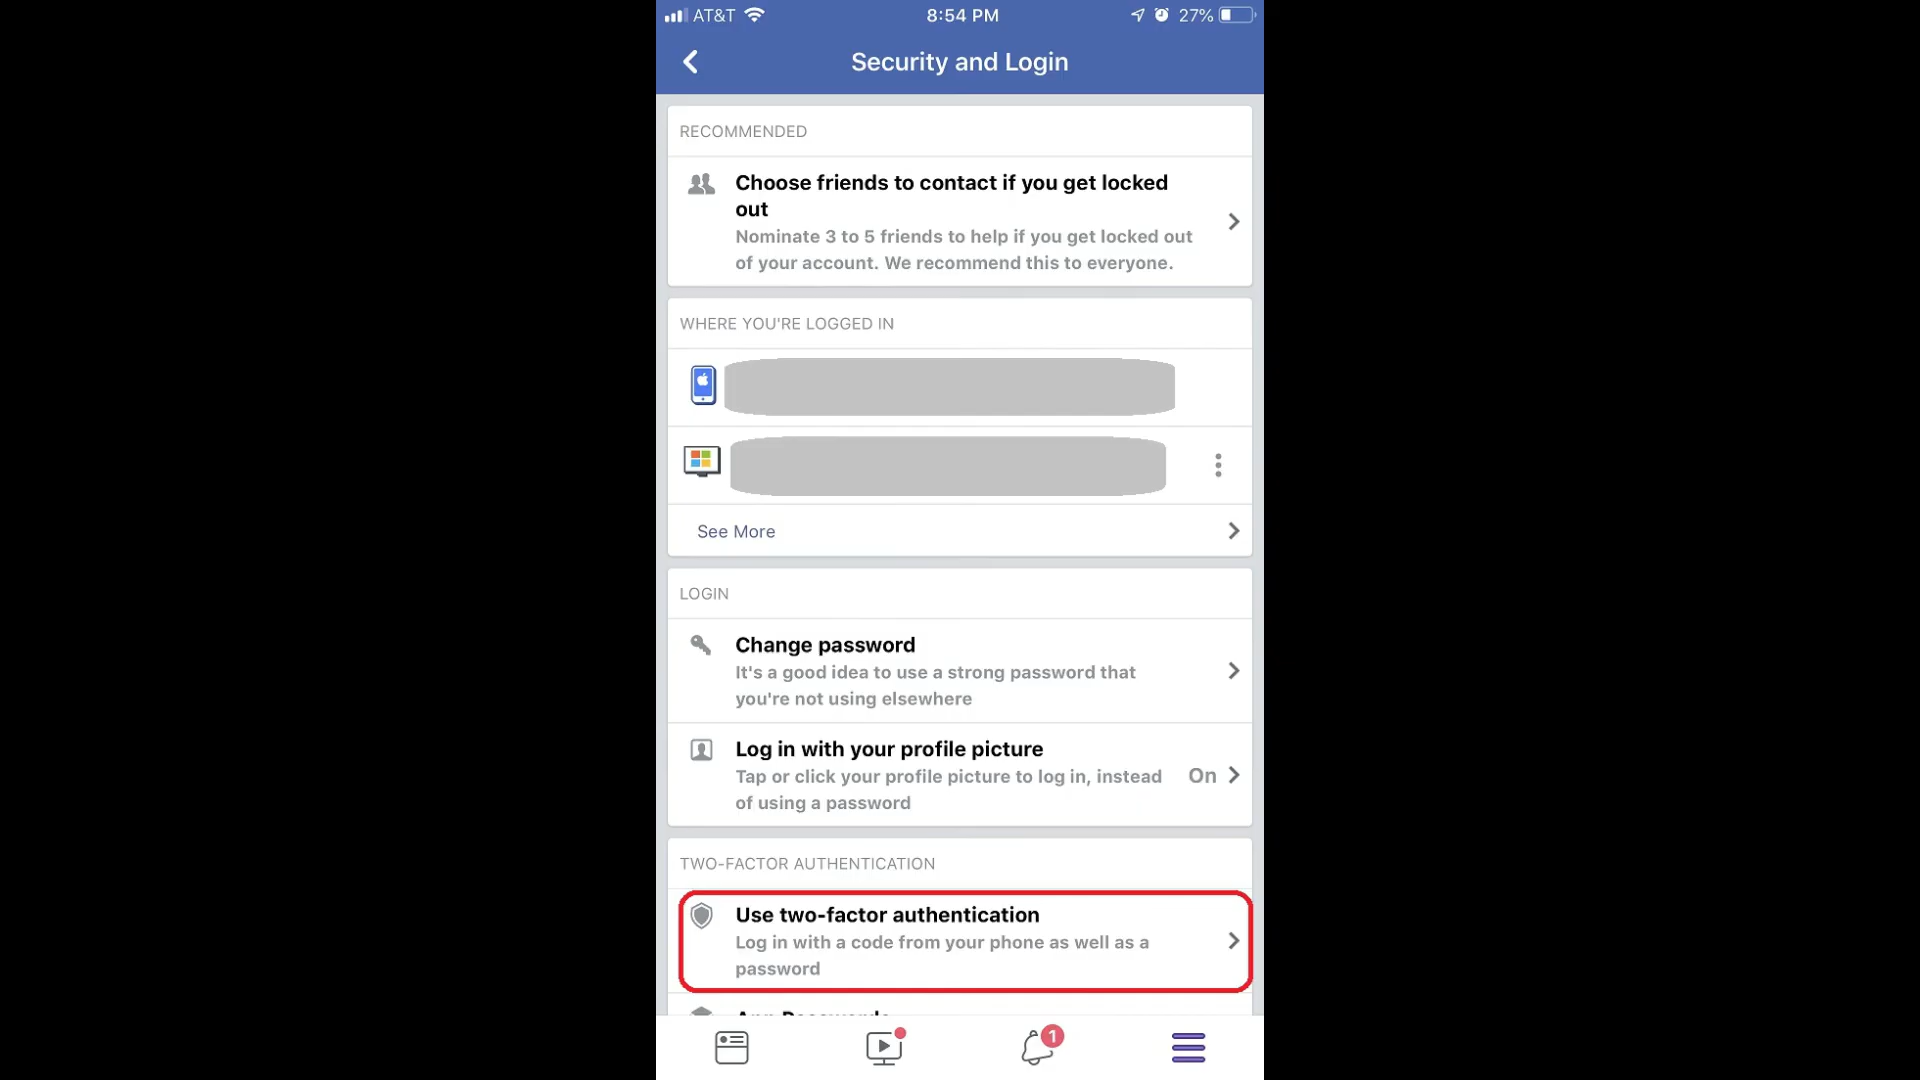 AT&T 8:54 PM 27%
Security and Login
RECOMMENDED
Choose friends to contact if you get locked
out
Nominate 3 to 5 friends to help if you get locked out
of your account. We recommend this to everyone.
WHERE YOU'RE LOGGED IN
See More
LOGIN
Change password
It's a good idea to use a strong password that
you're not using elsewhere
Log in with your profile picture
Tap or click your profile picture to log in, instead
of using a password
On
TWO-FACTOR AUTHENTICATION
Use two-factor authentication
Log in with a code from your phone as well as a
password
App Passwords
1